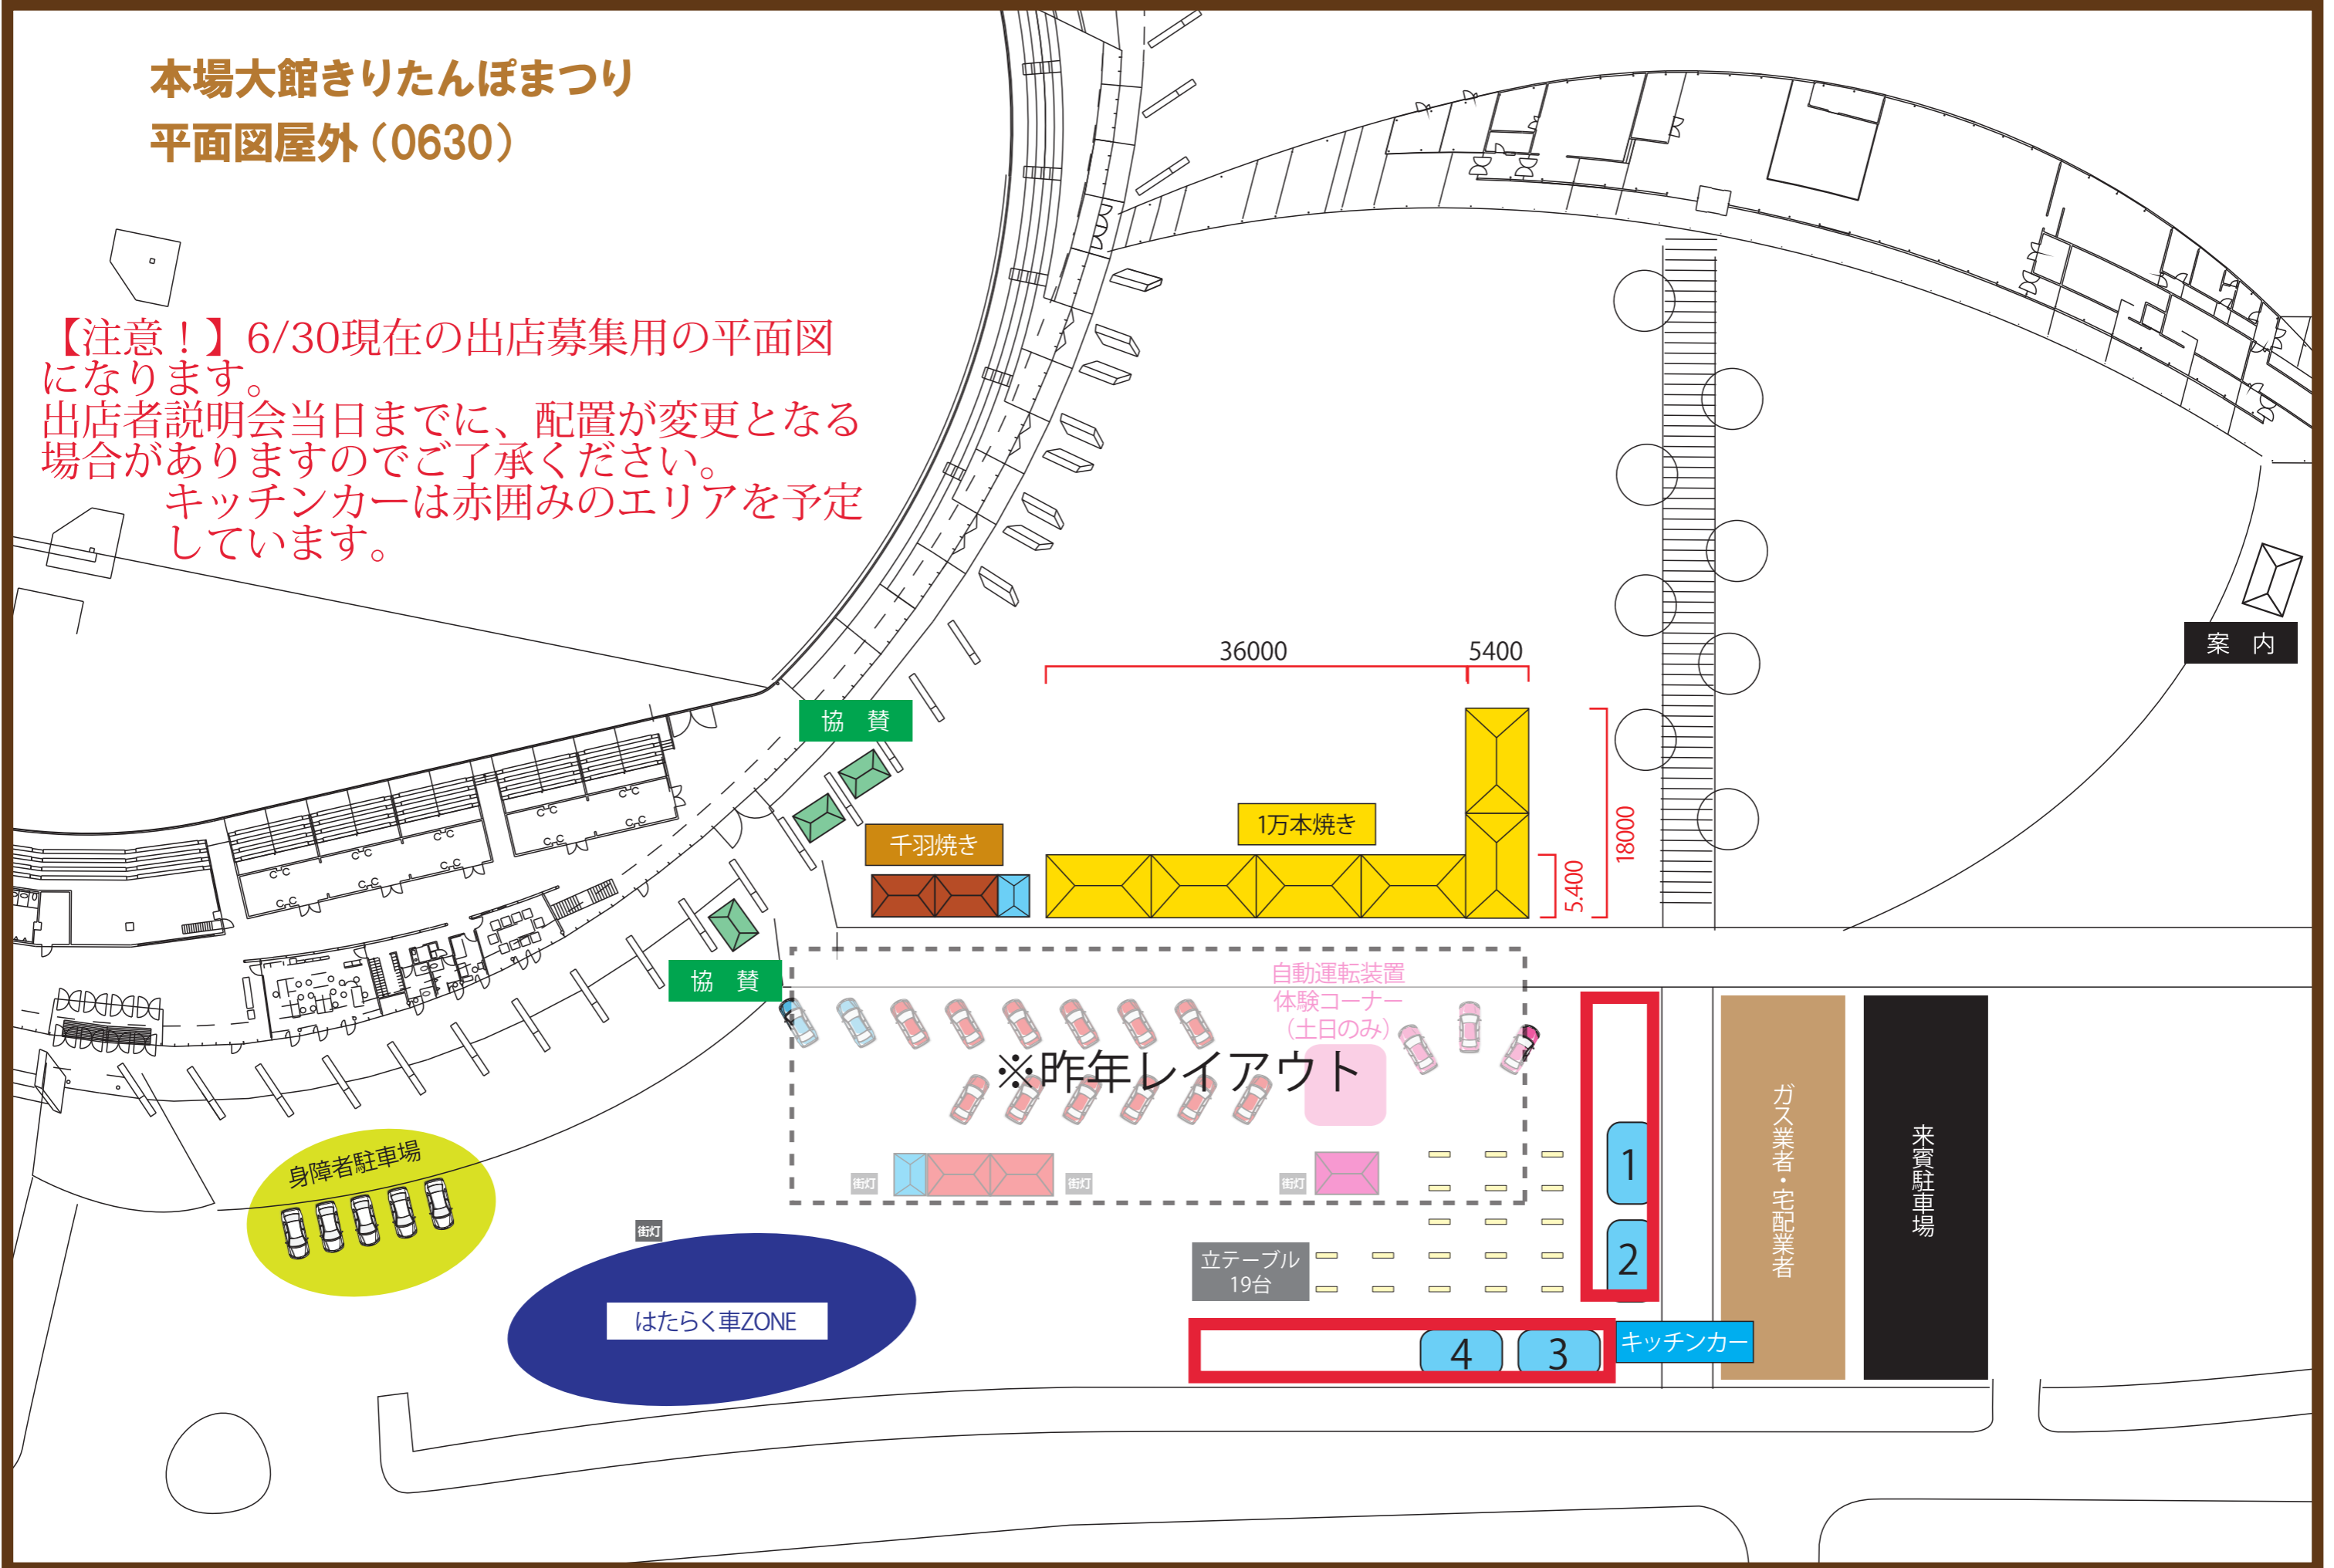 本場大館きりたんぽまつり
平面図屋外（0630）
【注意！】6/30現在の出店募集用の平面図
になります。
出店者説明会当日までに、配置が変更となる
場合がありますのでご了承ください。
キッチンカーは赤囲みのエリアを予定
しています。
案　内
36000
5400
協　賛
18000
1万本焼き
千羽焼き
5.400
協　賛
自動運転装置
体験コーナー
（土日のみ）
※昨年レイアウト
身障者駐車場
街灯
街灯
街灯
街灯
はたらく車ZONE
立テーブル
19台
1
2
4
3
キッチンカー
ガス業者・宅配業者
来賓駐車場